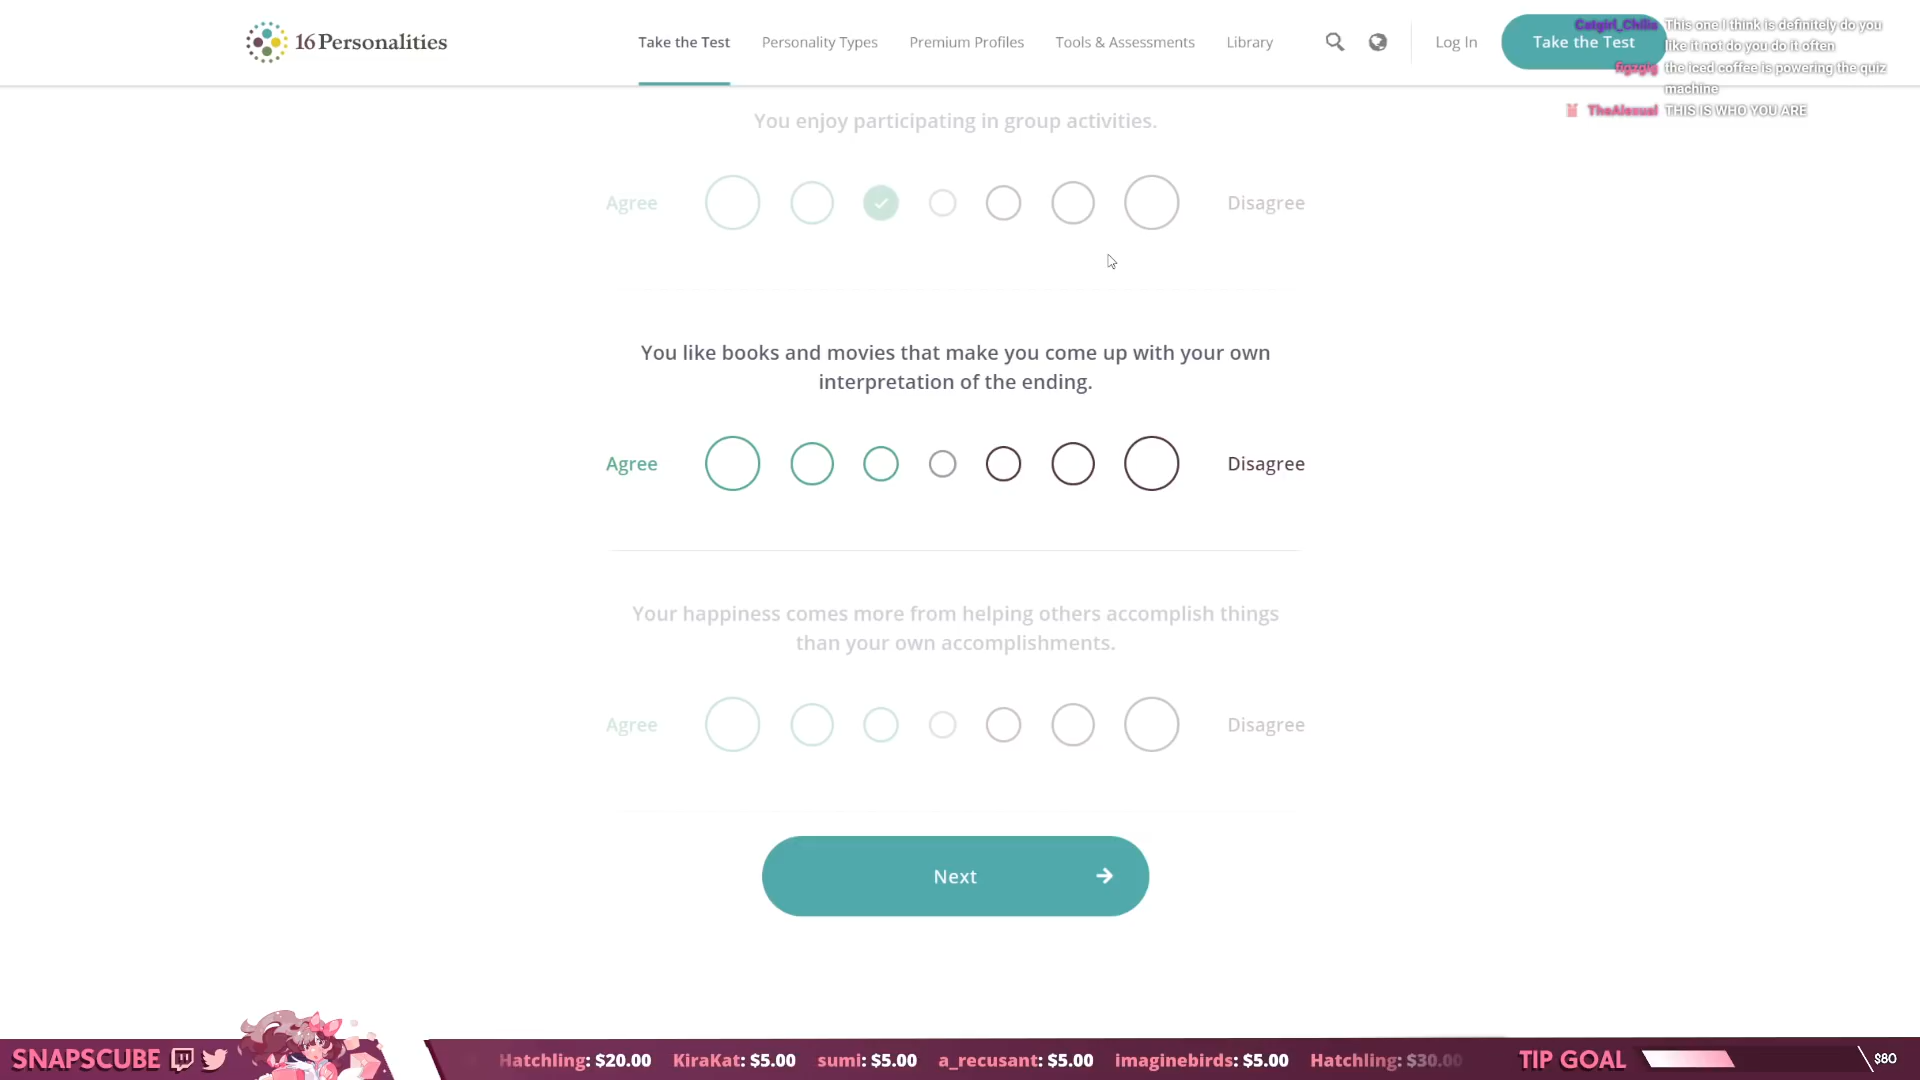 16Personalities
Take the Test
Personality Types
Premium Profiles
Tools & Assessments
Library
Log In
Take the Test
Catgirl_Chilis This one I think is definitely do you
like it not do you do it often
figzgig the iced coffee is powering the quiz
machine
TheAlexual THIS IS WHO YOU ARE
You enjoy participating in group activities.
Agree
Disagree
You like books and movies that make you come up with your own
interpretation of the ending.
Agree
Disagree
Your happiness comes more from helping others accomplish things
than your own accomplishments.
Agree
Disagree
Next
SNAPSCUBE
Hatchling: $20.00 KiraKat: $5.00 sumi: $5.00 a_recusant: $5.00 imaginebirds: $5.00 Hatchling: $30.00
TIP GOAL
$80